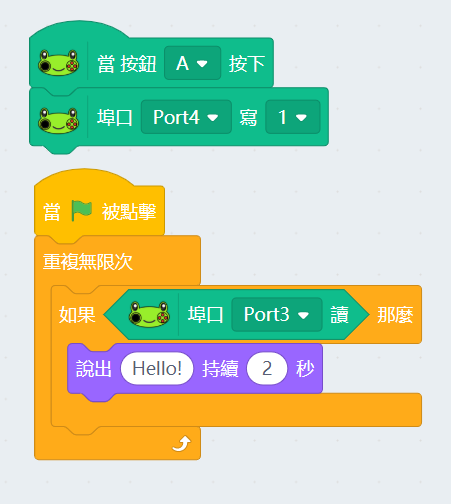 當 按鈕 A 按下
埠口 Port4 寫 1
當 被點擊
重複無限次
如果 埠口 Port3 讀 那麼
說出 Hello! 持續 2 秒